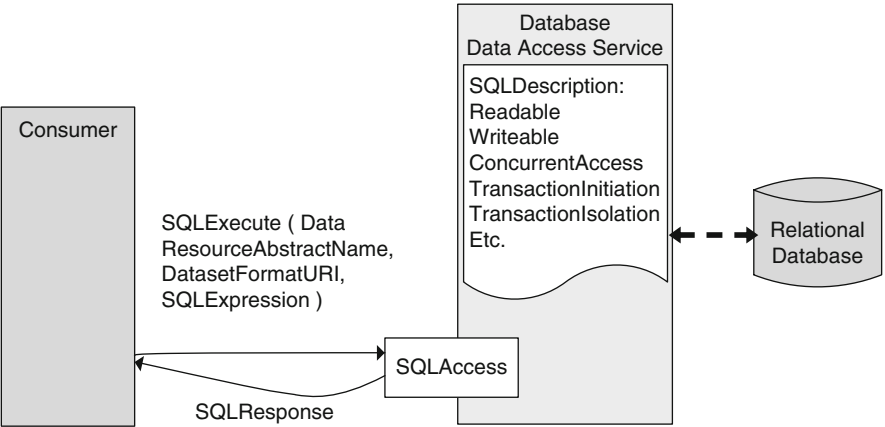 Database
Data Access Service
SQLDescription:
Readable
Writeable
ConcurrentAccess
TransactionInitiation
TransactionIsolation
Etc.
Consumer
SQLExecute ( Data
ResourceAbstractName,
DatasetFormatURI,
SQLExpression )
Relational
Database
SQLAccess
SQLResponse